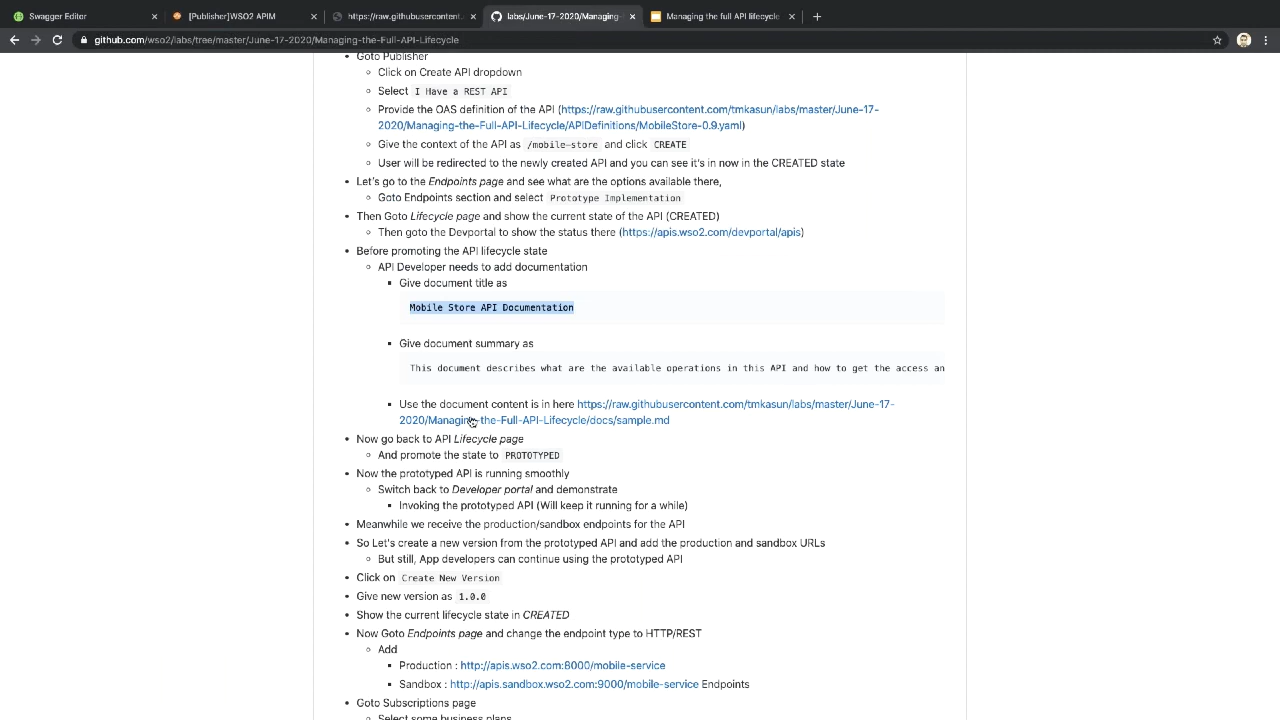 Swagger Editor
[Publisher]WSO2 APIM
https://raw.githubusercontent.
labs/June-17-2020/Managing-
Managing the full API lifecycle
github.com/wso2/labs/tree/master/June-17-2020/Managing-the-Full-API-Lifecycle
Goto Publisher
Click on Create API dropdown
Select I Have a REST API
Provide the OAS definition of the API (https://raw.githubusercontent.com/tmkasun/labs/master/June-17-
2020/Managing-the-Full-API-Lifecycle/APIDefinitions/MobileStore-0.9.yaml)
Give the context of the API as /mobile-store and click CREATE
User will be redirected to the newly created API and you can see it's in now in the CREATED state
Let's go to the Endpoints page and see what are the options available there,
Goto Endpoints section and select Prototype Implementation
Then Goto Lifecycle page and show the current state of the API (CREATED)
Then goto the Devportal to show the status there (https://apis.wso2.com/devportal/apis)
Before promoting the API lifecycle state
API Developer needs to add documentation
Give document title as
Mobile Store API Documentation
Give document summary as
This document describes what are the available operations in this API and how to get the access an
Use the document content is in here https://raw.githubusercontent.com/tmkasun/labs/master/June-17-
2020/Managing-the-Full-API-Lifecycle/docs/sample.md
Now go back to API Lifecycle page
And promote the state to PROTOTYPED
Now the prototyped API is running smoothly
Switch back to Developer portal and demonstrate
Invoking the prototyped API (Will keep it running for a while)
Meanwhile we receive the production/sandbox endpoints for the API
So Let's create a new version from the prototyped API and add the production and sandbox URLs
But still, App developers can continue using the prototyped API
Click on Create New Version
Give new version as 1.0.0
Show the current lifecycle state in CREATED
Now Goto Endpoints page and change the endpoint type to HTTP/REST
Add
Production : http://apis.wso2.com:8000/mobile-service
Sandbox : http://apis.sandbox.wso2.com:9000/mobile-service Endpoints
Goto Subscriptions page
Select some business plans